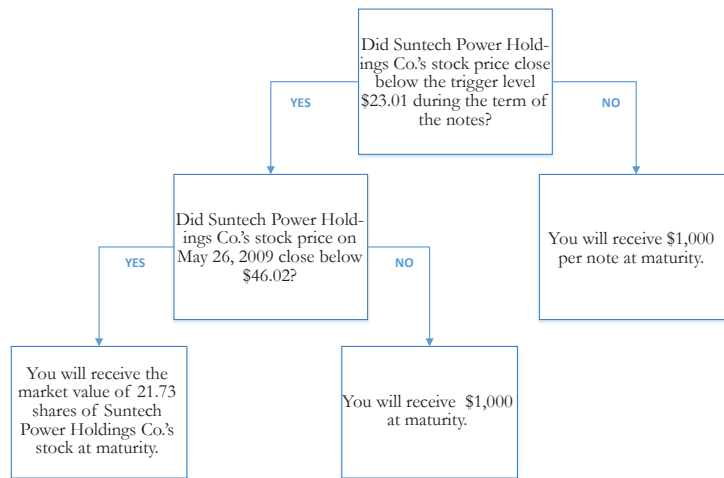 Did Suntech Power Hold-
ings Co.'s stock price close
below the trigger level
$23.01 during the term of
the notes?
YES
NO
Did Suntech Power Hold-
ings Co.'s stock price on
May 26, 2009 close below
$46.02?
You will receive $1,000
per note at maturity.
YES
NO
You will receive the
market value of 21.73
shares of Suntech
Power Holdings Co.'s
stock at maturity.
You will receive  $1,000
at maturity.